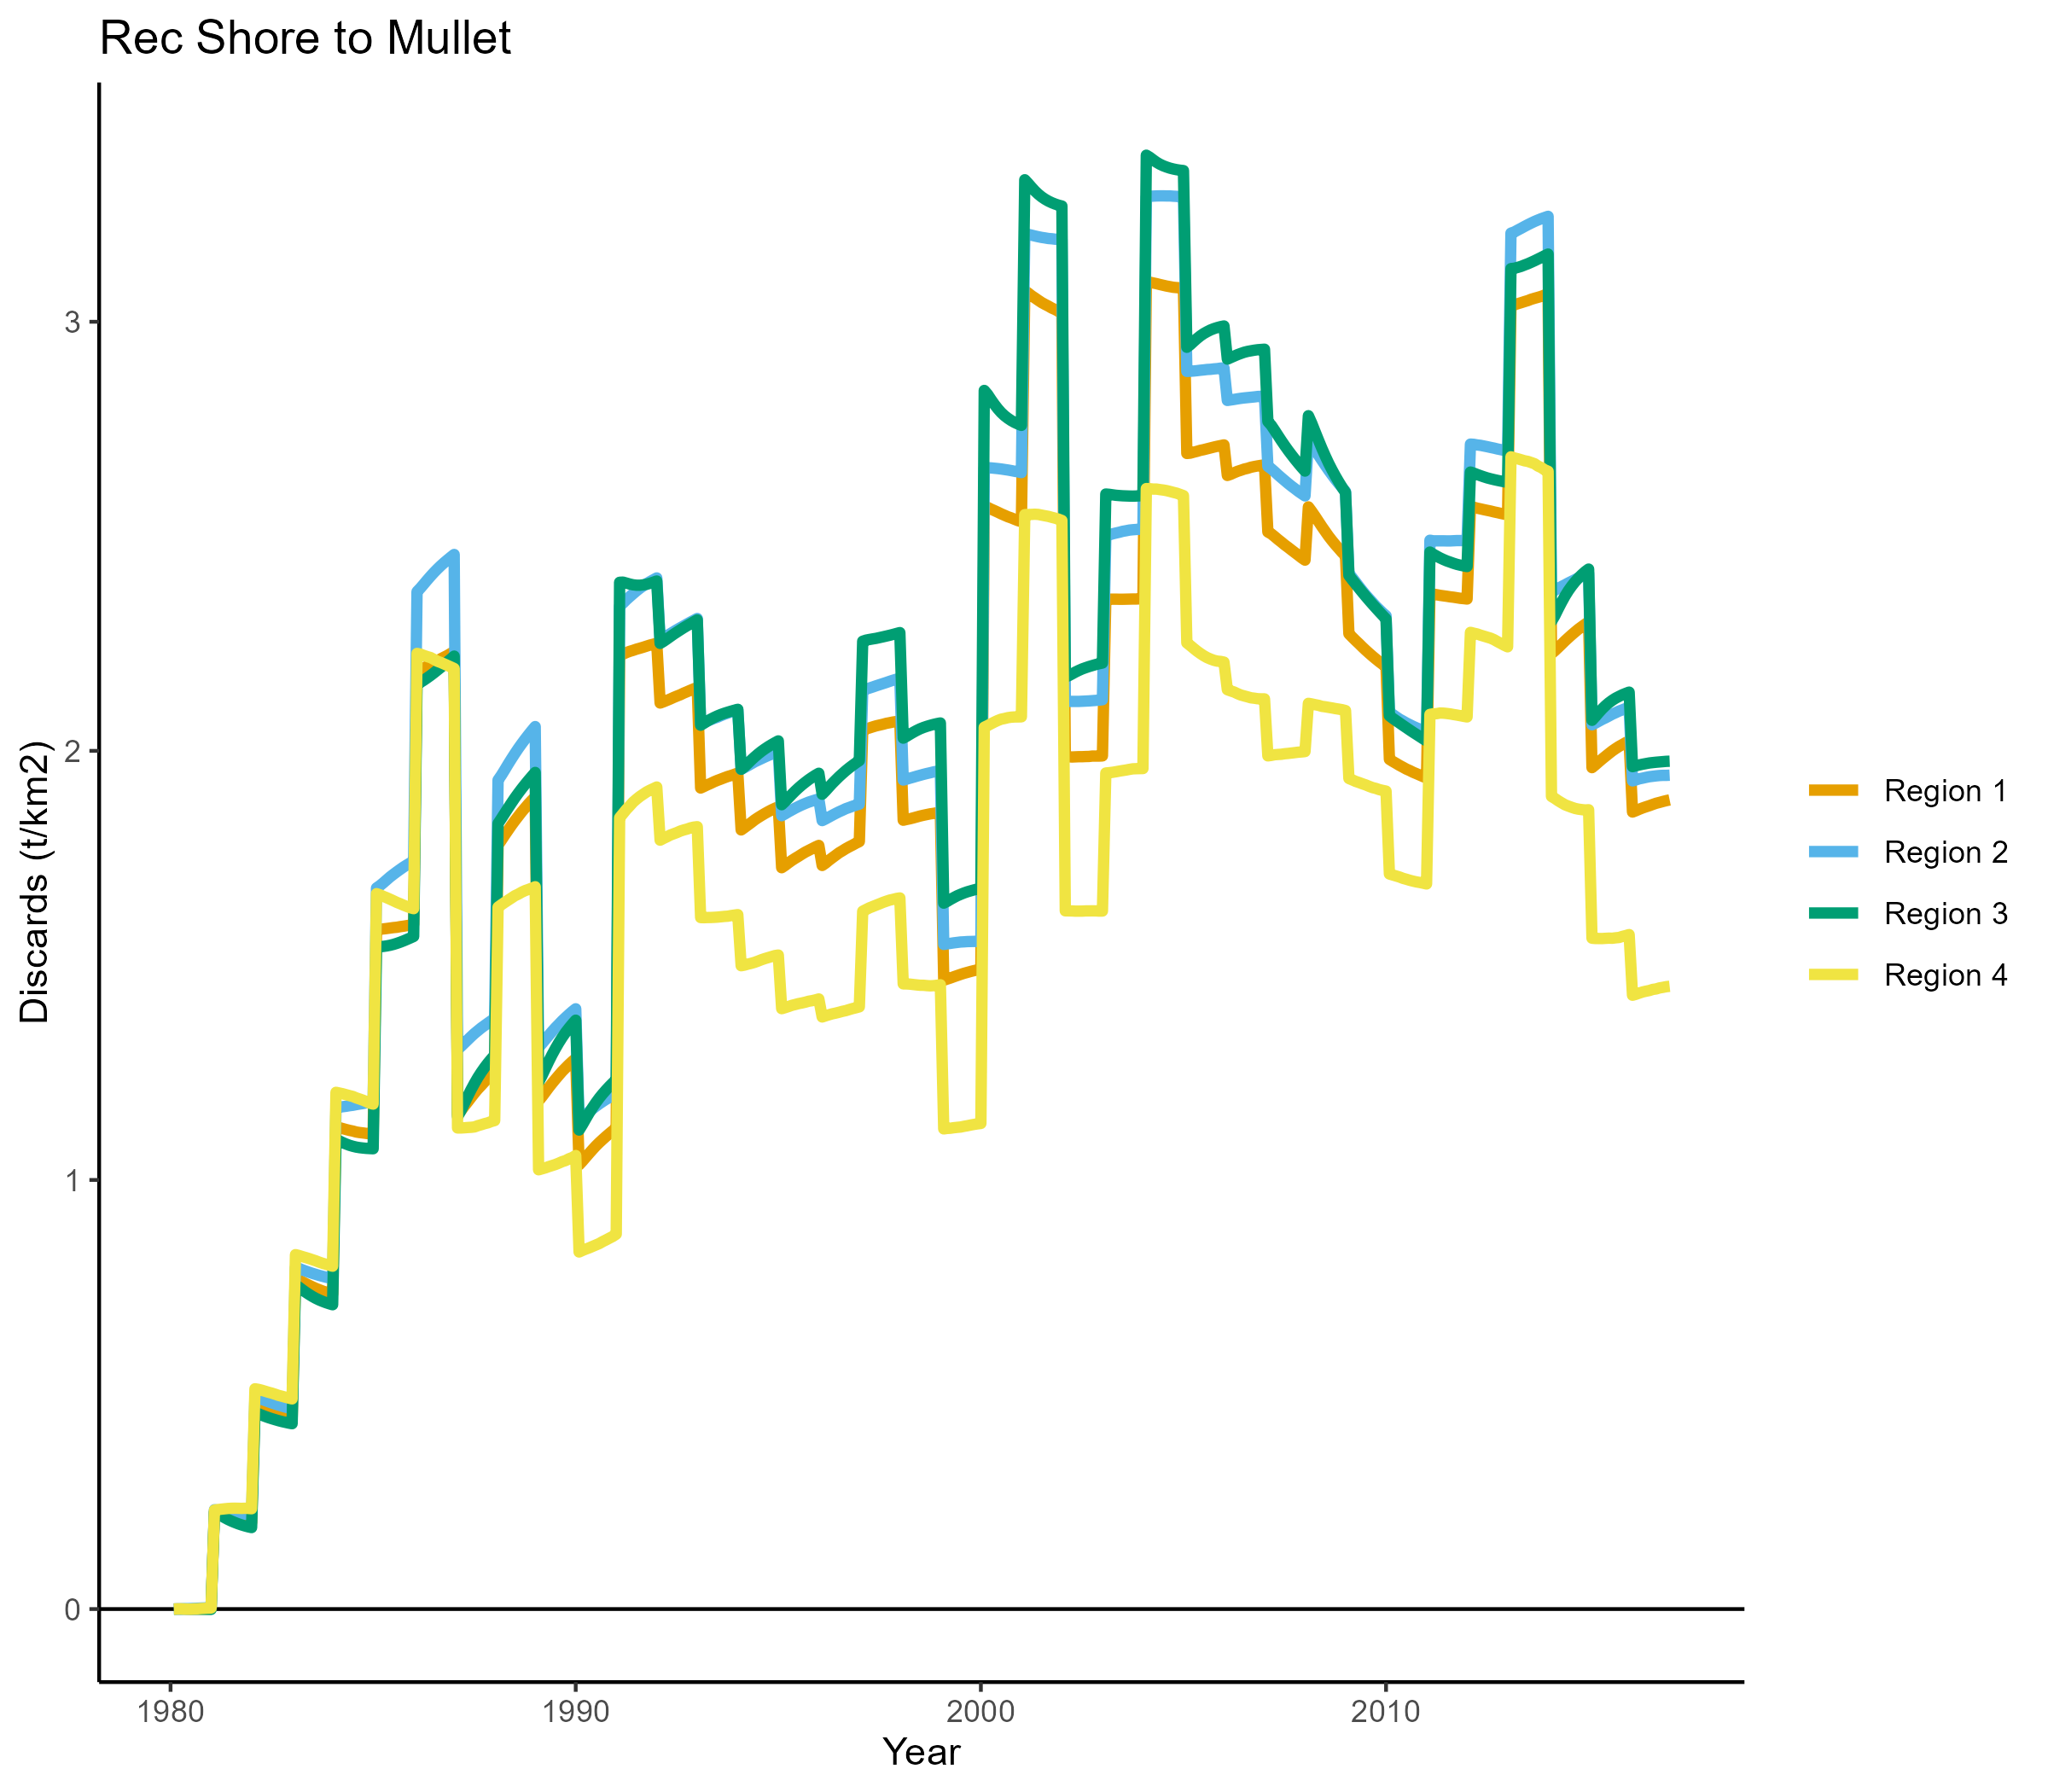 Rec Shore to Mullet
Discards (t/km2)
3
2
1
0
1980 1990 2000 2010
Year
Region 1
Region 2
Region 3
Region 4